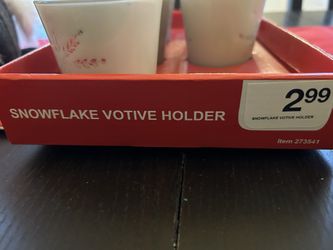 SNOWFLAKE VOTIVE HOLDER
2.99
SNOWFLAKE VOTIVE HOLDER
Item 273541